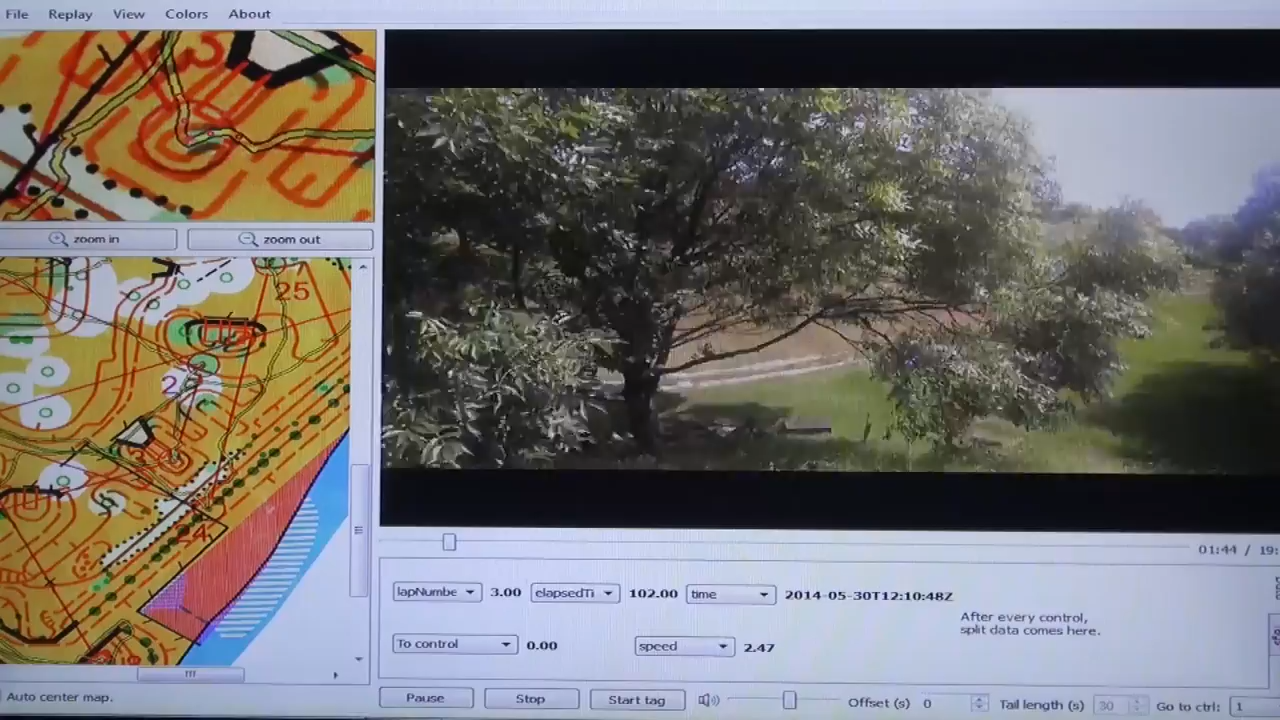 File Replay View Colors About
zoom in zoom out
25
24
01:44 / 19:
lapNumbe 3.00 elapsedTi 102.00 time 2014-05-30T12:10:48Z
After every control,
split data comes here.
To control 0.00 speed 2.47
Auto center map.
Pause Stop Start tag Offset (s) 0 Tail length (s) 30 Go to ctrl: 1